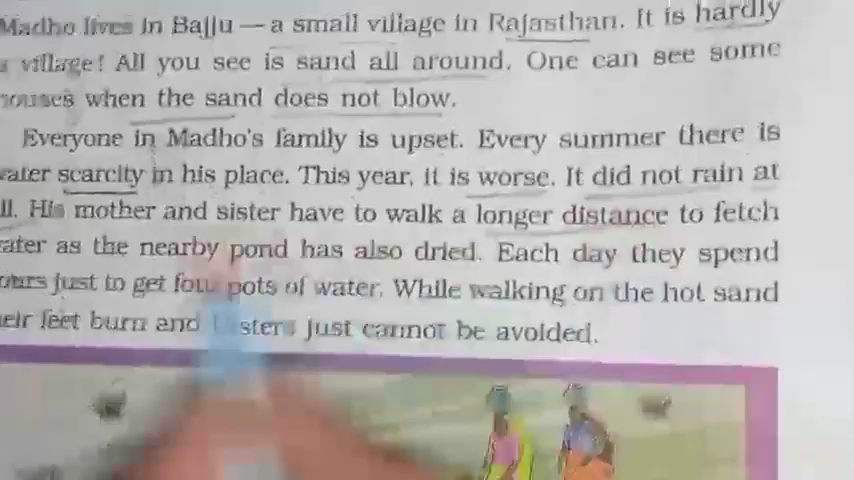 Madho lives in Bajju — a small village in Rajasthan. It is hardly
a village! All you see is sand all around. One can see some
houses when the sand does not blow.
Everyone in Madho's family is upset. Every summer there is
water scarcity in his place. This year, it is worse. It did not rain at
all. His mother and sister have to walk a longer distance to fetch
water as the nearby pond has also dried. Each day they spend
hours just to get four pots of water. While walking on the hot sand
their feet burn and blisters just cannot be avoided.